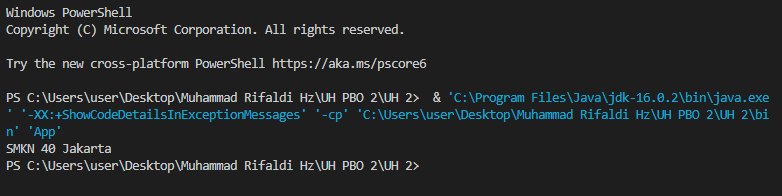 Windows PowerShell
Copyright (C) Microsoft Corporation. All rights reserved.
Try the new cross-platform PowerShell https://aka.ms/pscore6
PS C:\Users\user\Desktop\Muhammad Rifaldi Hz\UH PBO 2\UH 2>  & 'C:\Program Files\Java\jdk-16.0.2\bin\java.exe
' '-XX:+ShowCodeDetailsInExceptionMessages' '-cp' 'C:\Users\user\Desktop\Muhammad Rifaldi Hz\UH PBO 2\UH 2\bi
n' 'App'
SMKN 40 Jakarta
PS C:\Users\user\Desktop\Muhammad Rifaldi Hz\UH PBO 2\UH 2>